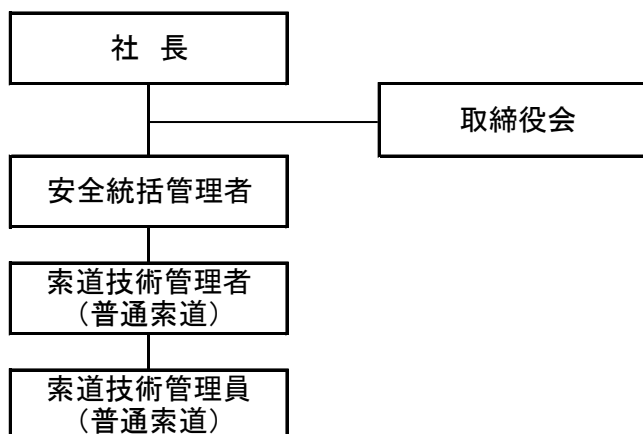 社 長
取締役会
安全統括管理者
索道技術管理者
（普通索道）
索道技術管理員
（普通索道）